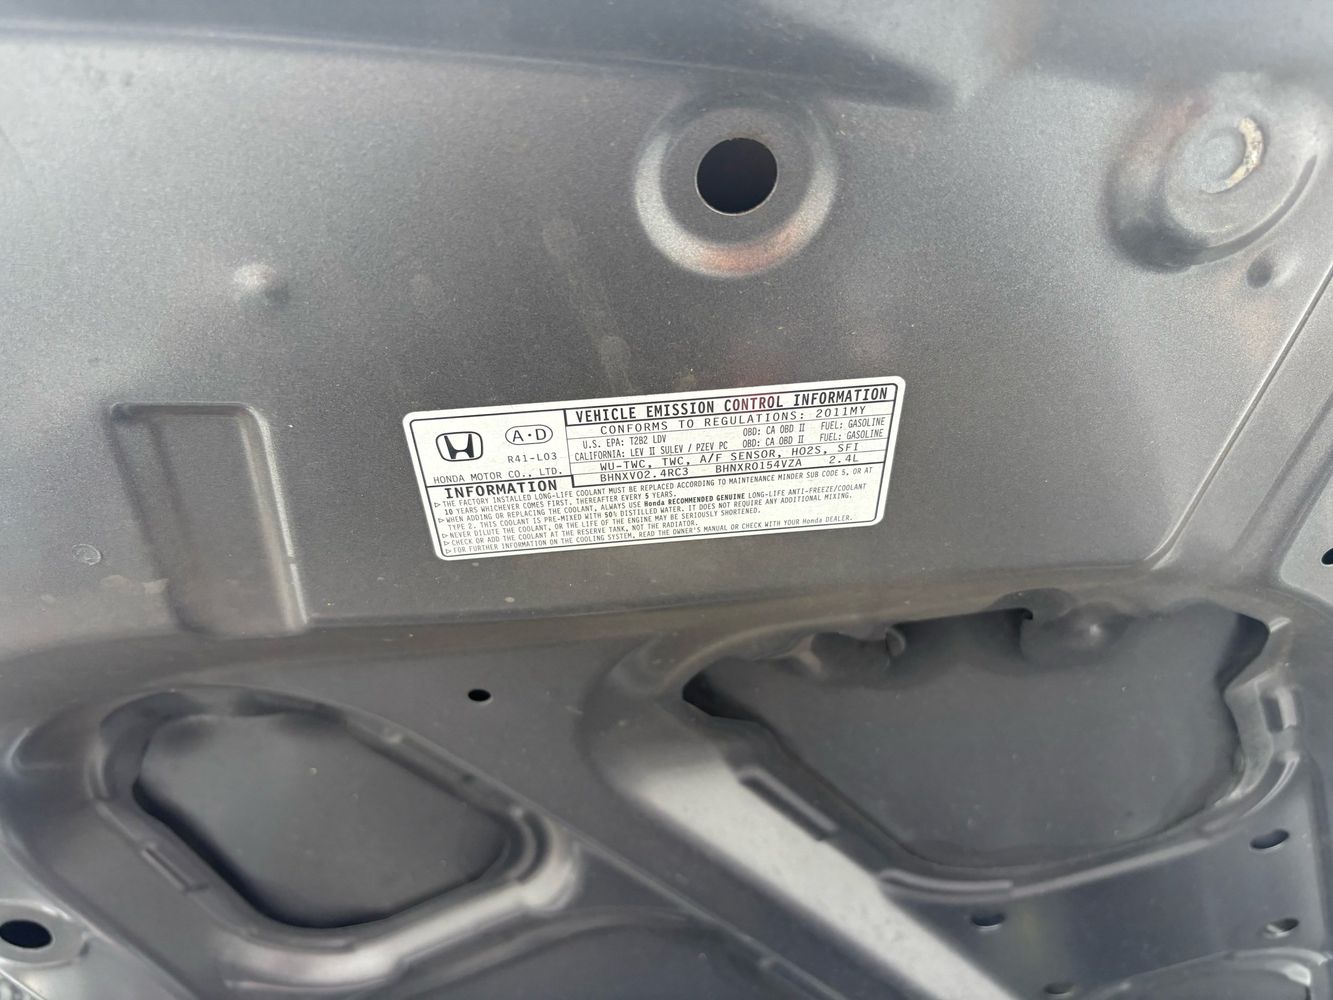 VEHICLE EMISSION CONTROL INFORMATION
CONFORMS TO REGULATIONS: 2011MY
U.S. EPA: T2B2 LDV OBD: CA OBD II FUEL: GASOLINE
CALIFORNIA: LEV II SULEV / PZEV PC OBD: CA OBD II FUEL: GASOLINE
WU-TWC, TWC, A/F SENSOR, HO2S, SFI
BHNXV02.4RC3 BHNXR0154VZA 2.4L
A·D
R41-L03
HONDA MOTOR CO., LTD.
INFORMATION
▷THE FACTORY INSTALLED LONG-LIFE COOLANT MUST BE REPLACED ACCORDING TO MAINTENANCE MINDER SUB CODE 5, OR AT
10 YEARS WHICHEVER COMES FIRST. THEREAFTER EVERY 5 YEARS.
▷WHEN ADDING OR REPLACING THE COOLANT, ALWAYS USE Honda RECOMMENDED GENUINE LONG-LIFE ANTI-FREEZE/COOLANT
TYPE 2. THIS COOLANT IS PRE-MIXED WITH 50% DISTILLED WATER. IT DOES NOT REQUIRE ANY ADDITIONAL MIXING.
▷NEVER DILUTE THE COOLANT, OR THE LIFE OF THE ENGINE MAY BE SERIOUSLY SHORTENED.
▷CHECK OR ADD THE COOLANT AT THE RESERVE TANK, NOT THE RADIATOR.
▷FOR FURTHER INFORMATION ON THE COOLING SYSTEM, READ THE OWNER'S MANUAL OR CHECK WITH YOUR Honda DEALER.